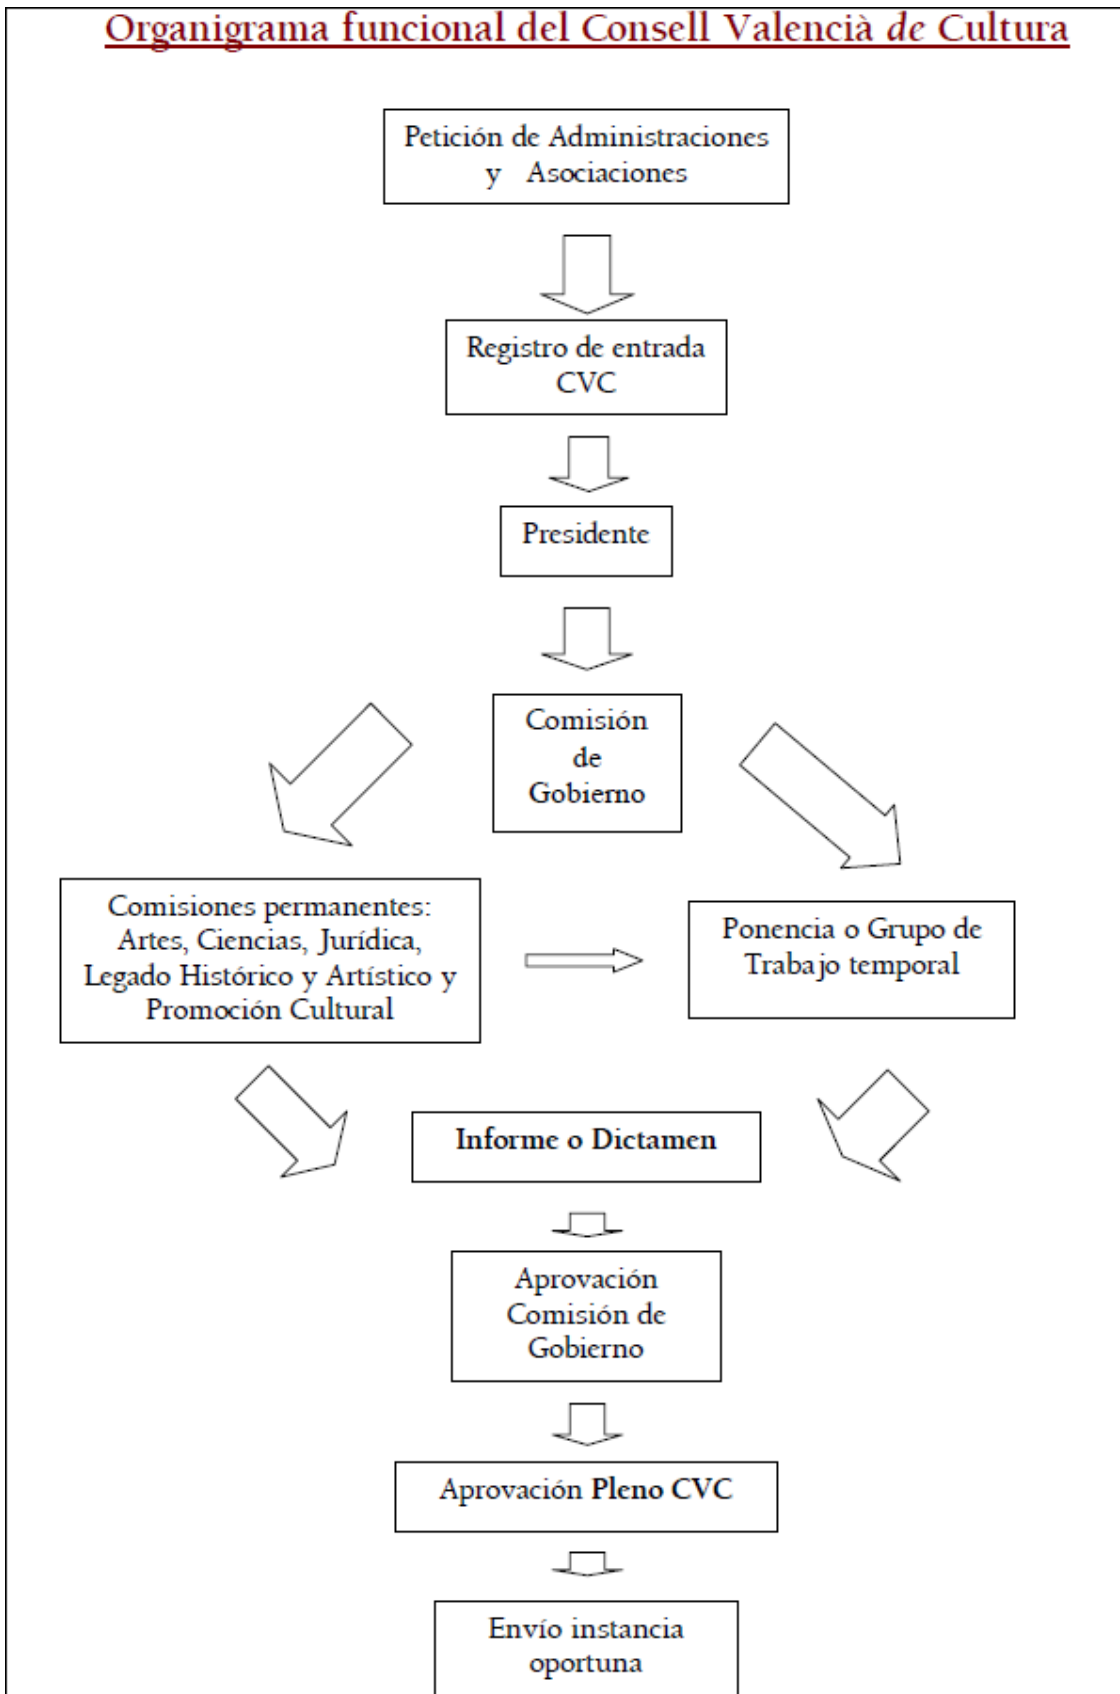 Organigrama funcional del Consell Valencià de Cultura
Petición de Administraciones
y Asociaciones
Registro de entrada
CVC
Presidente
Comisión
de
Gobierno
Comisiones permanentes:
Artes, Ciencias, Jurídica,
Legado Histórico y Artístico y
Promoción Cultural
Ponencia o Grupo de
Trabajo temporal
Informe o Dictamen
Aprovación
Comisión de
Gobierno
Aprovación Pleno CVC
Envío instancia
oportuna